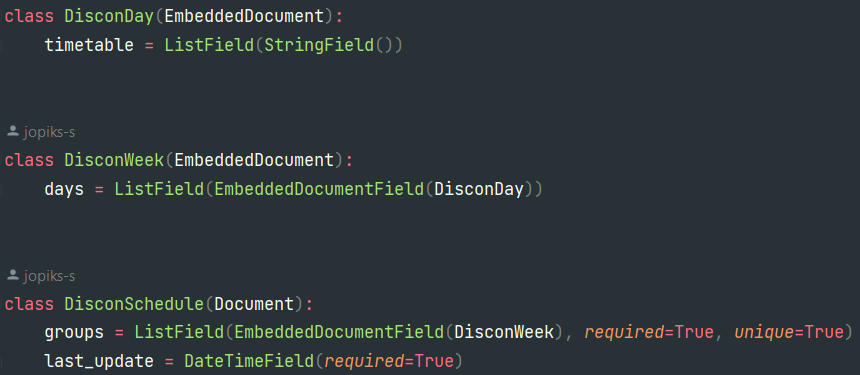 class DisconDay(EmbeddedDocument):
    timetable = ListField(StringField())
jopiks-s
class DisconWeek(EmbeddedDocument):
    days = ListField(EmbeddedDocumentField(DisconDay))
jopiks-s
class DisconSchedule(Document):
    groups = ListField(EmbeddedDocumentField(DisconWeek), required=True, unique=True)
    last_update = DateTimeField(required=True)